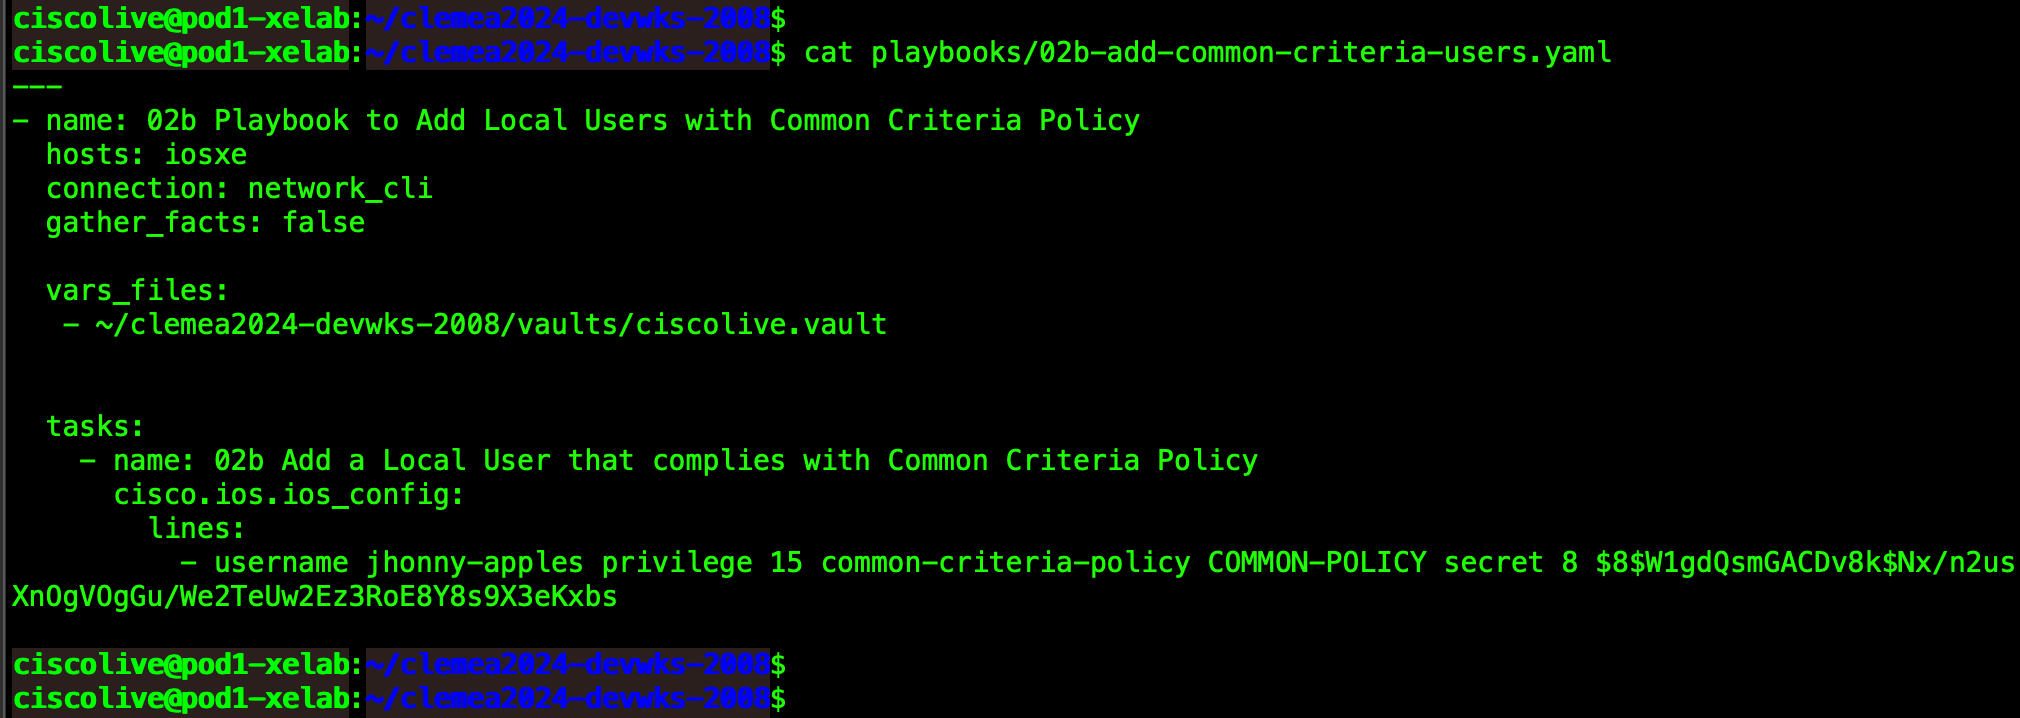 ciscolive@pod1-xelab:~/clemea2024-devwks-2008$
ciscolive@pod1-xelab:~/clemea2024-devwks-2008$ cat playbooks/02b-add-common-criteria-users.yaml
---
- name: 02b Playbook to Add Local Users with Common Criteria Policy
  hosts: iosxe
  connection: network_cli
  gather_facts: false
  vars_files:
   - ~/clemea2024-devwks-2008/vaults/ciscolive.vault
  tasks:
    - name: 02b Add a Local User that complies with Common Criteria Policy
      cisco.ios.ios_config:
        lines:
          - username jhonny-apples privilege 15 common-criteria-policy COMMON-POLICY secret 8 $8$W1gdQsmGACDv8k$Nx/n2us
XnOgVOgGu/We2TeUw2Ez3RoE8Y8s9X3eKxbs
ciscolive@pod1-xelab:~/clemea2024-devwks-2008$
ciscolive@pod1-xelab:~/clemea2024-devwks-2008$